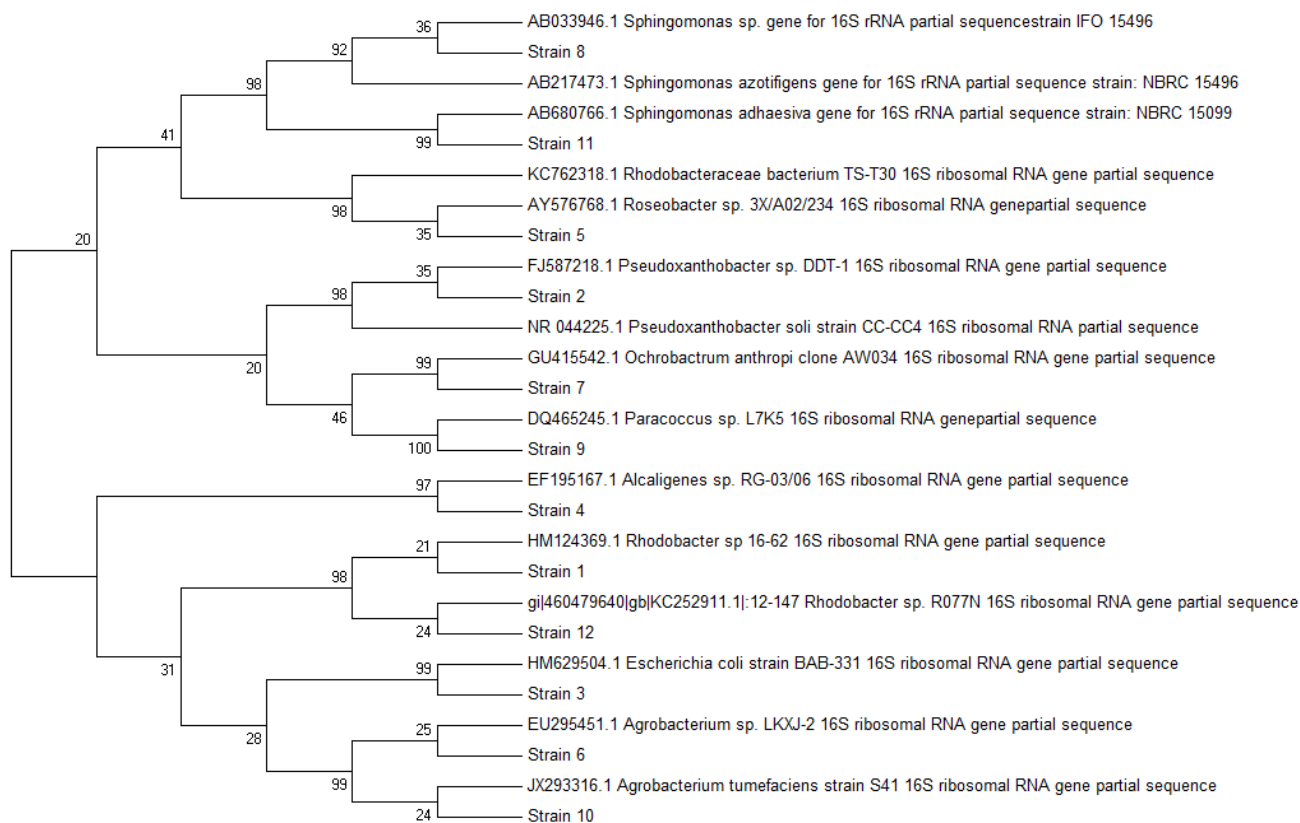 AB033946.1 Sphingomonas sp. gene for 16S rRNA partial sequencestrain IFO 15496
36
Strain 8
92
AB217473.1 Sphingomonas azotifigens gene for 16S rRNA partial sequence strain: NBRC 15496
98
AB680766.1 Sphingomonas adhaesiva gene for 16S rRNA partial sequence strain: NBRC 15099
41
99
Strain 11
KC762318.1 Rhodobacteraceae bacterium TS-T30 16S ribosomal RNA gene partial sequence
98
AY576768.1 Roseobacter sp. 3X/A02/234 16S ribosomal RNA genepartial sequence
35
Strain 5
20
FJ587218.1 Pseudoxanthobacter sp. DDT-1 16S ribosomal RNA gene partial sequence
35
Strain 2
98
NR 044225.1 Pseudoxanthobacter soli strain CC-CC4 16S ribosomal RNA partial sequence
20
GU415542.1 Ochrobactrum anthropi clone AW034 16S ribosomal RNA gene partial sequence
99
Strain 7
46
DQ465245.1 Paracoccus sp. L7K5 16S ribosomal RNA genepartial sequence
100
Strain 9
EF195167.1 Alcaligenes sp. RG-03/06 16S ribosomal RNA gene partial sequence
97
Strain 4
HM124369.1 Rhodobacter sp 16-62 16S ribosomal RNA gene partial sequence
21
Strain 1
98
gi|460479640|gb|KC252911.1|:12-147 Rhodobacter sp. R077N 16S ribosomal RNA gene partial sequence
24
Strain 12
31
HM629504.1 Escherichia coli strain BAB-331 16S ribosomal RNA gene partial sequence
99
Strain 3
28
EU295451.1 Agrobacterium sp. LKXJ-2 16S ribosomal RNA gene partial sequence
25
Strain 6
99
JX293316.1 Agrobacterium tumefaciens strain S41 16S ribosomal RNA gene partial sequence
24
Strain 10